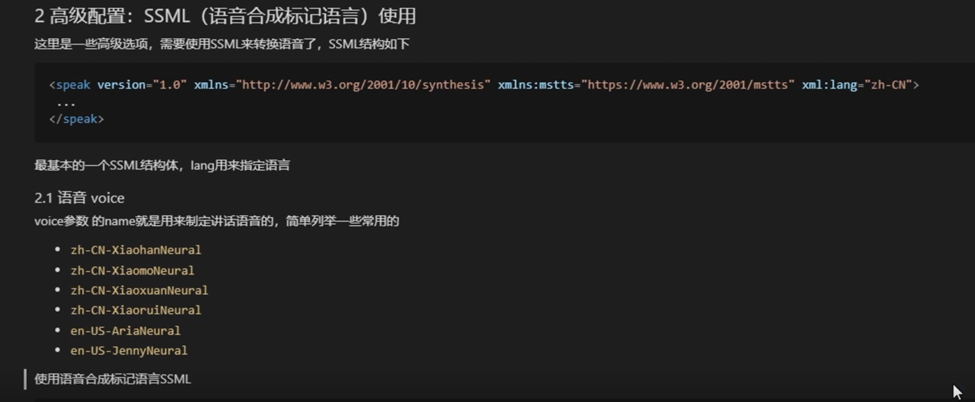 2 高级配置：SSML（语音合成标记语言）使用
这里是一些高级选项，需要使用SSML来转换语音了，SSML结构如下
<speak version="1.0" xmlns="http://www.w3.org/2001/10/synthesis" xmlns:mstts="https://www.w3.org/2001/mstts" xml:lang="zh-CN">
...
</speak>
最基本的一个SSML结构体，lang用来指定语言
2.1 语音 voice
voice参数 的name就是用来制定讲话语音的，简单列举一些常用的
• zh-CN-XiaohanNeural
• zh-CN-XiaomoNeural
• zh-CN-XiaoxuanNeural
• zh-CN-XiaoruiNeural
• en-US-AriaNeural
• en-US-JennyNeural
使用语音合成标记语言SSML